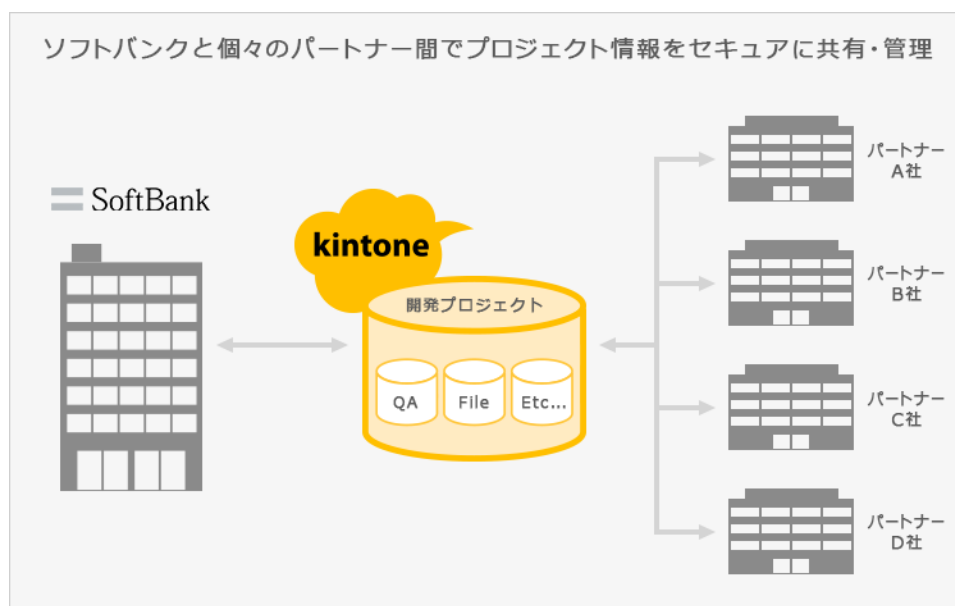 ソフトバンクと個々のパートナー間でプロジェクト情報をセキュアに共有・管理
SoftBank
kintone
開発プロジェクト
QA
File
Etc...
パートナー
A社
パートナー
B社
パートナー
C社
パートナー
D社